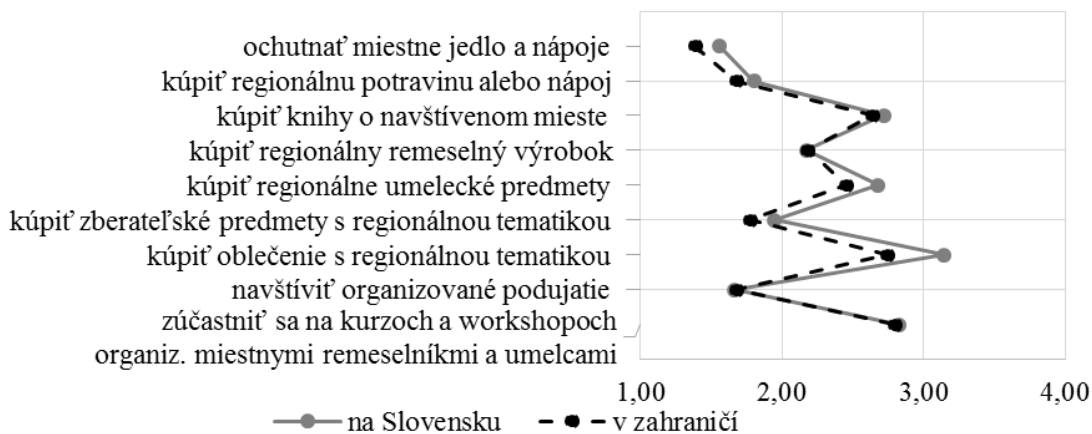 ochutnať miestne jedlo a nápoje
kúpiť regionálnu potravinu alebo nápoj
kúpiť knihy o navštívenom mieste
kúpiť regionálny remeselný výrobok
kúpiť regionálne umelecké predmety
kúpiť zberateľské predmety s regionálnou tematikou
kúpiť oblečenie s regionálnou tematikou
navštíviť organizované podujatie
zúčastniť sa na kurzoch a workshopoch
organiz. miestnymi remeselníkmi a umelcami
1,00 2,00 3,00 4,00
na Slovensku v zahraničí